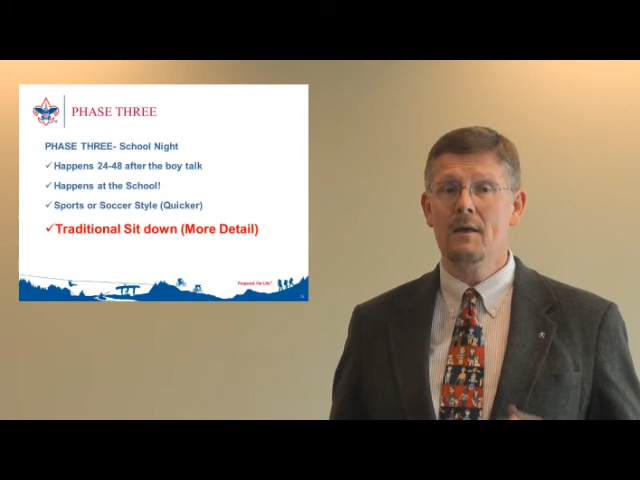 PHASE THREE
PHASE THREE- School Night
✓Happens 24-48 after the boy talk
✓Happens at the School!
✓Sports or Soccer Style (Quicker)
✓Traditional Sit down (More Detail)
Prepared. For Life.